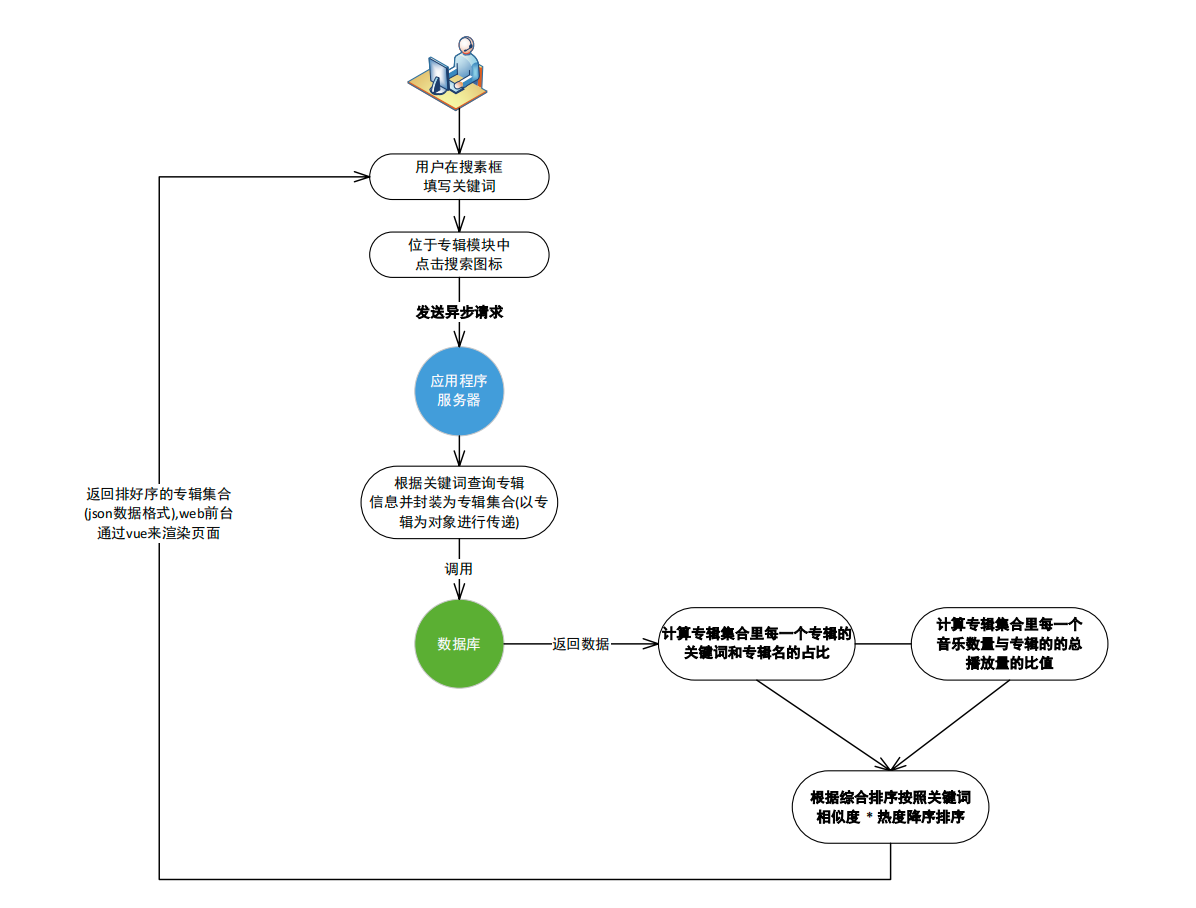 用户在搜素框
填写关键词
位于专辑模块中
点击搜索图标
发送异步请求
应用程序
服务器
根据关键词查询专辑
信息并封装为专辑集合(以专
辑为对象进行传递)
调用
数据库
返回数据
计算专辑集合里每一个专辑的
关键词和专辑名的占比
计算专辑集合里每一个
音乐数量与专辑的的总
播放量的比值
根据综合排序按照关键词
相似度 * 热度降序排序
返回排好序的专辑集合
(json数据格式),web前台
通过vue来渲染页面